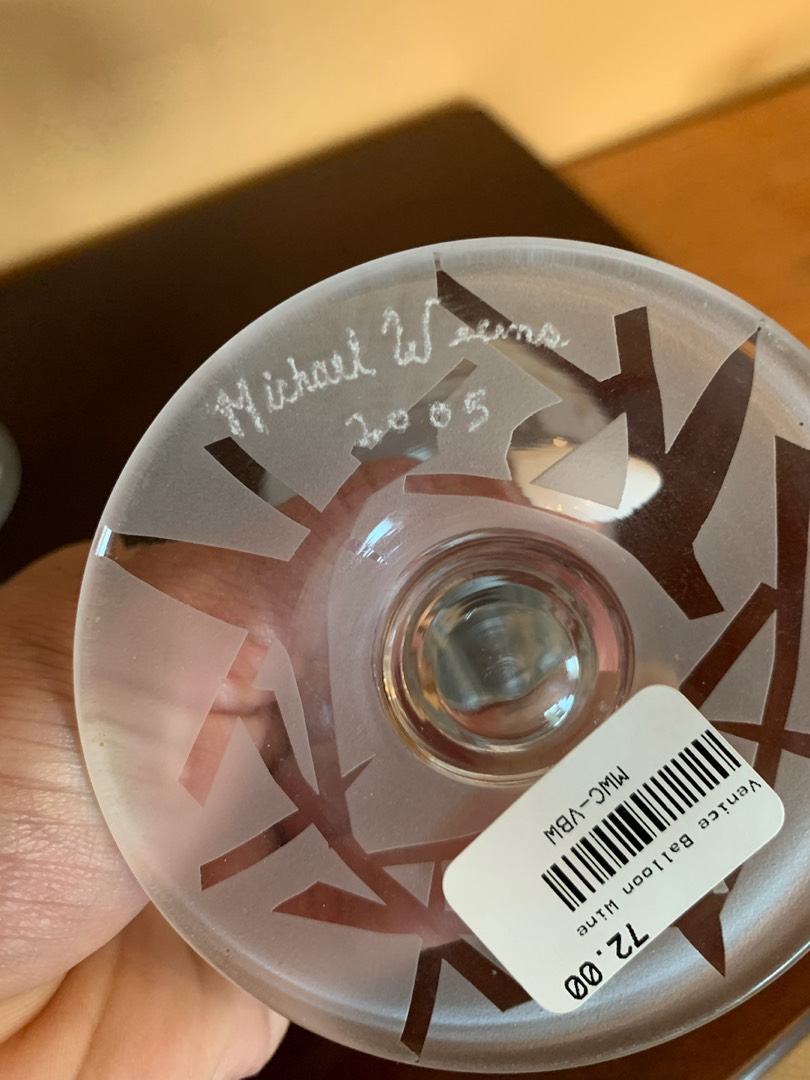 Michael Weems
2005
Venice Balloon Wine
MWC-VBW
72.00